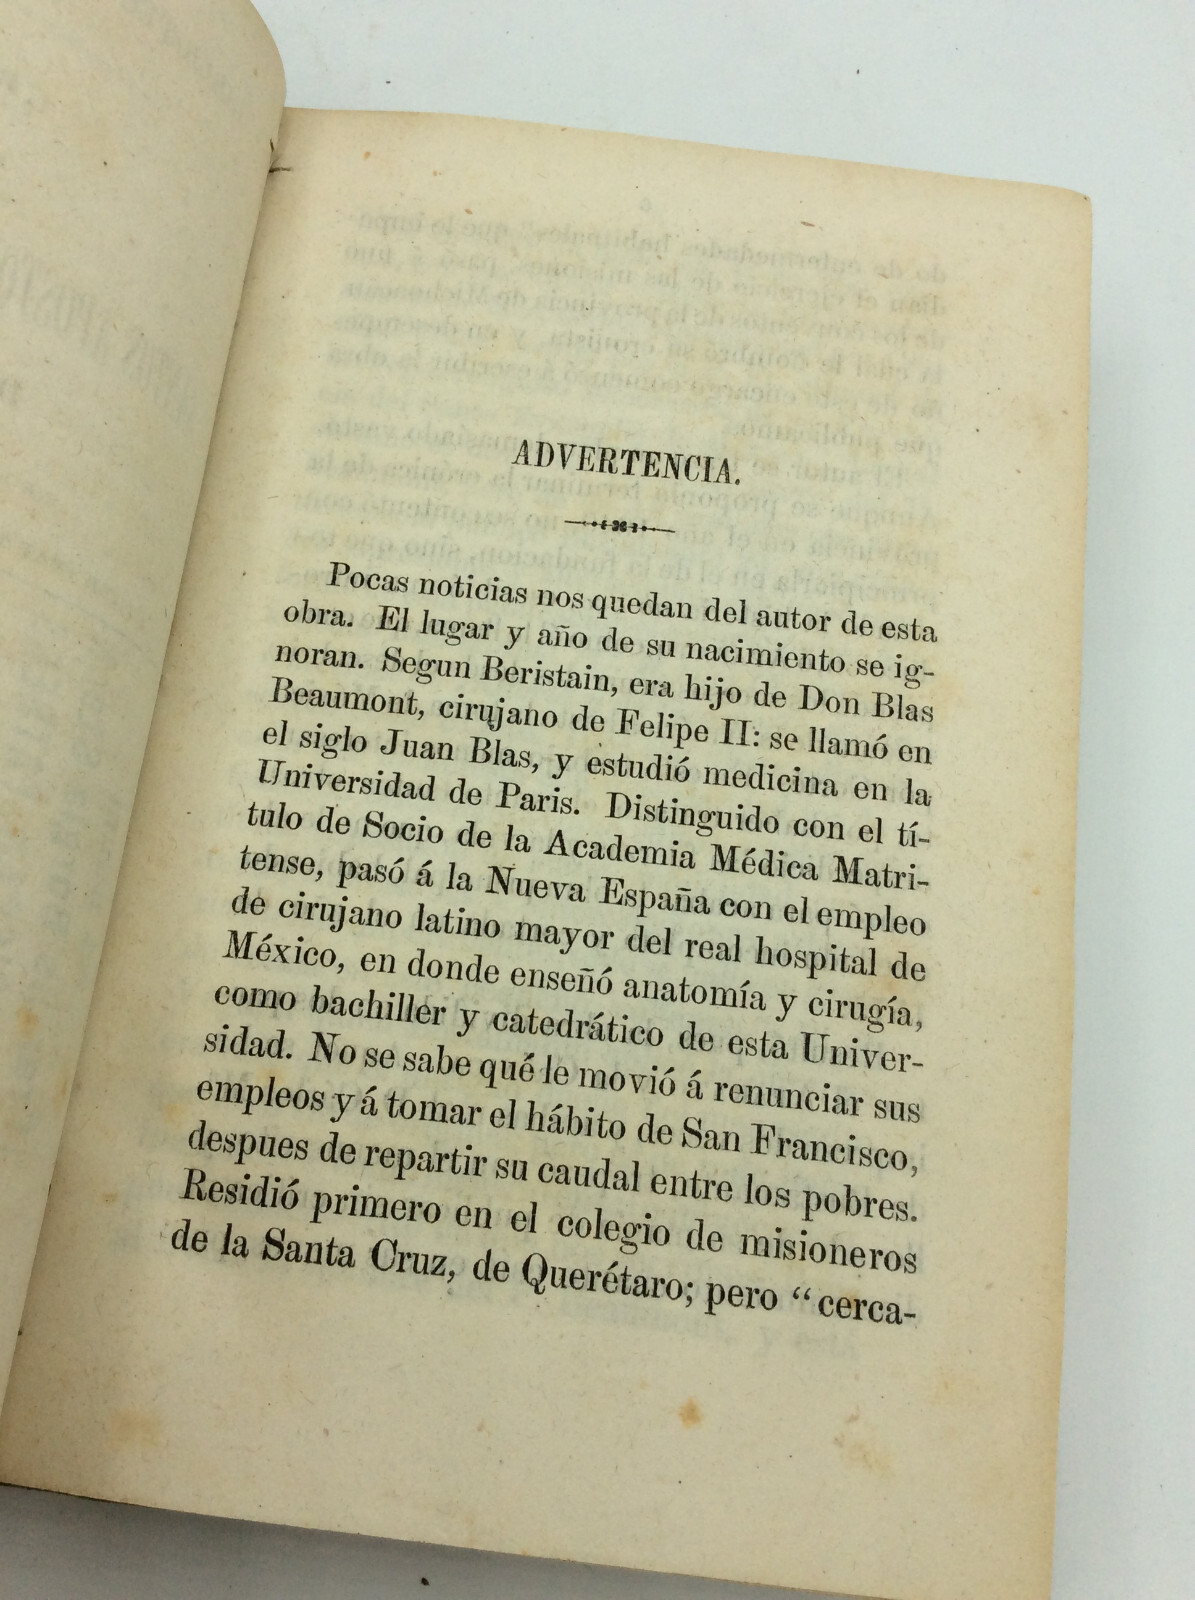 ADVERTENCIA.
Pocas noticias nos quedan del autor de esta
obra. El lugar y año de su nacimiento se ig-
noran. Segun Beristain, era hijo de Don Blas
Beaumont, cirujano de Felipe II: se llamó en
el siglo Juan Blas, y estudió medicina en la
Universidad de Paris. Distinguido con el tí-
tulo de Socio de la Academia Médica Matri-
tense, pasó á la Nueva España con el empleo
de cirujano latino mayor del real hospital de
México, en donde enseñó anatomía y cirugía,
como bachiller y catedrático de esta Univer-
sidad. No se sabe qué le movió á renunciar sus
empleos y á tomar el hábito de San Francisco,
despues de repartir su caudal entre los pobres.
Residió primero en el colegio de misioneros
de la Santa Cruz, de Querétaro; pero “cerca-